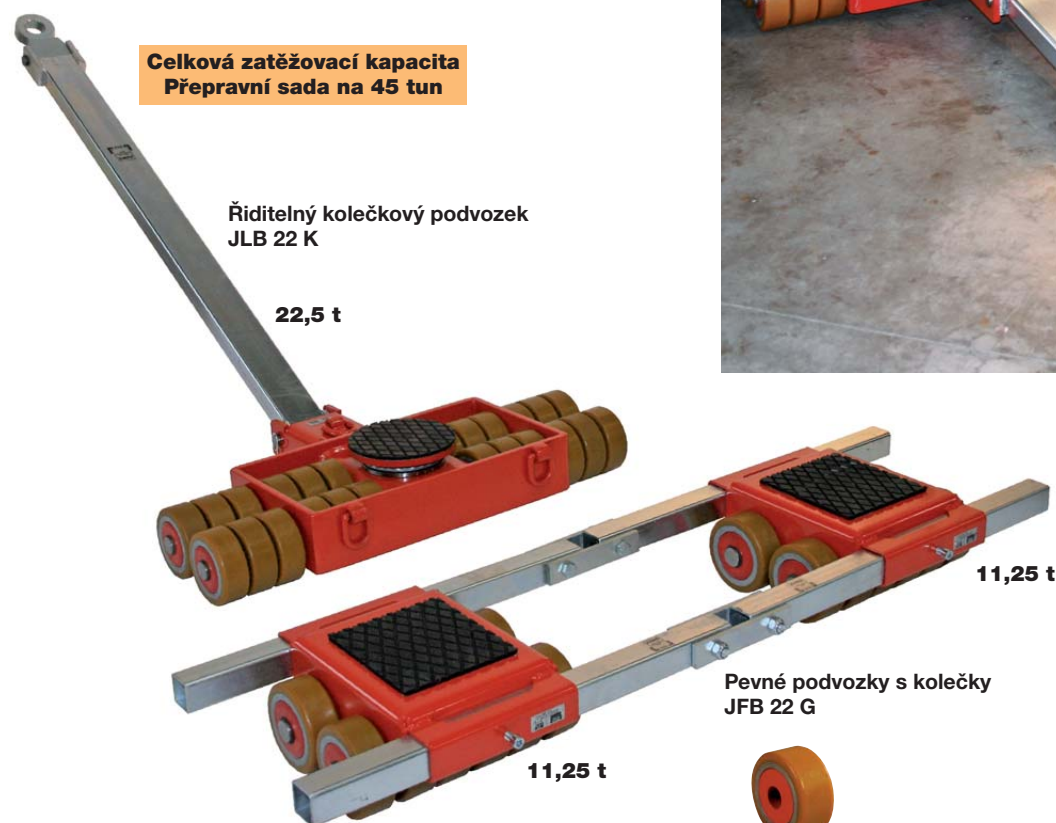 Celková zatěžovací kapacita
Přepravní sada na 45 tun
Řiditelný kolečkový podvozek
JLB 22 K
22,5 t
11,25 t
Pevné podvozky s kolečky
JFB 22 G
11,25 t